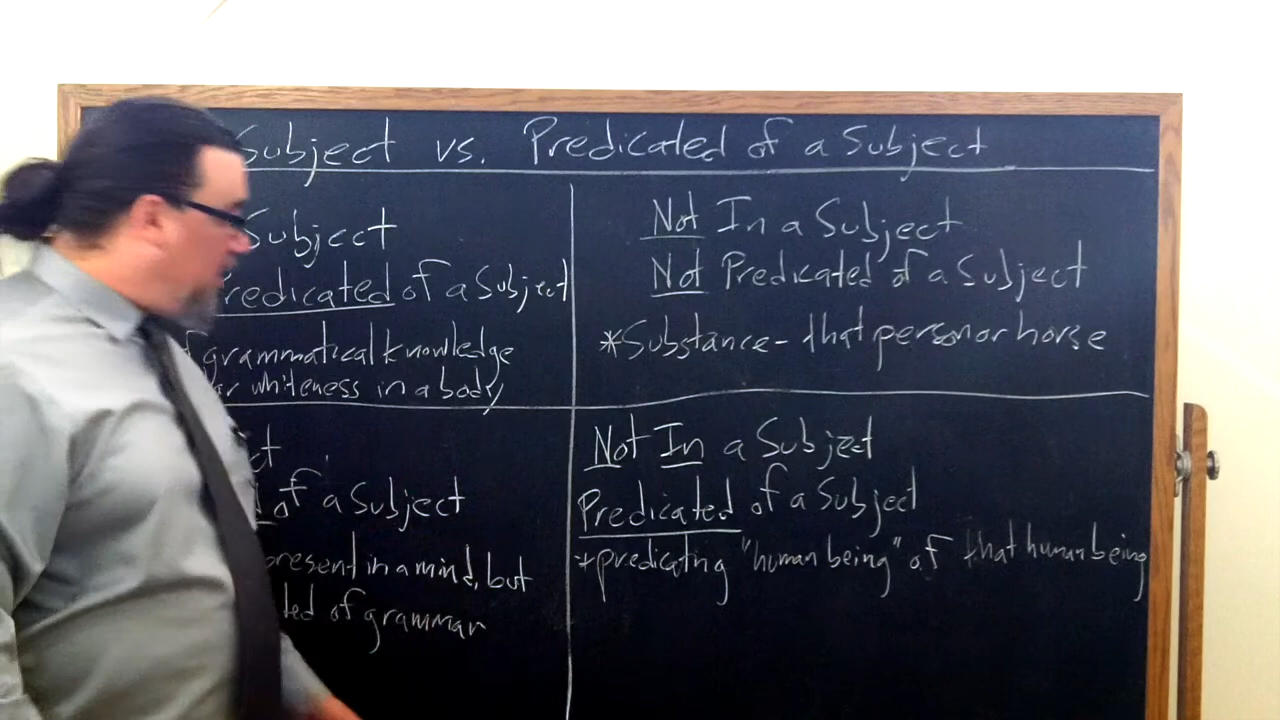 Subject vs. Predicated of a Subject
Subject
Predicated of a Subject
grammatical knowledge
or whiteness in a body
Not In a Subject
Not Predicated of a Subject
*Substance - that person or horse
of a Subject
present in a mind, but
of grammar
Not In a Subject
Predicated of a Subject
*predicating "human being" of that human being